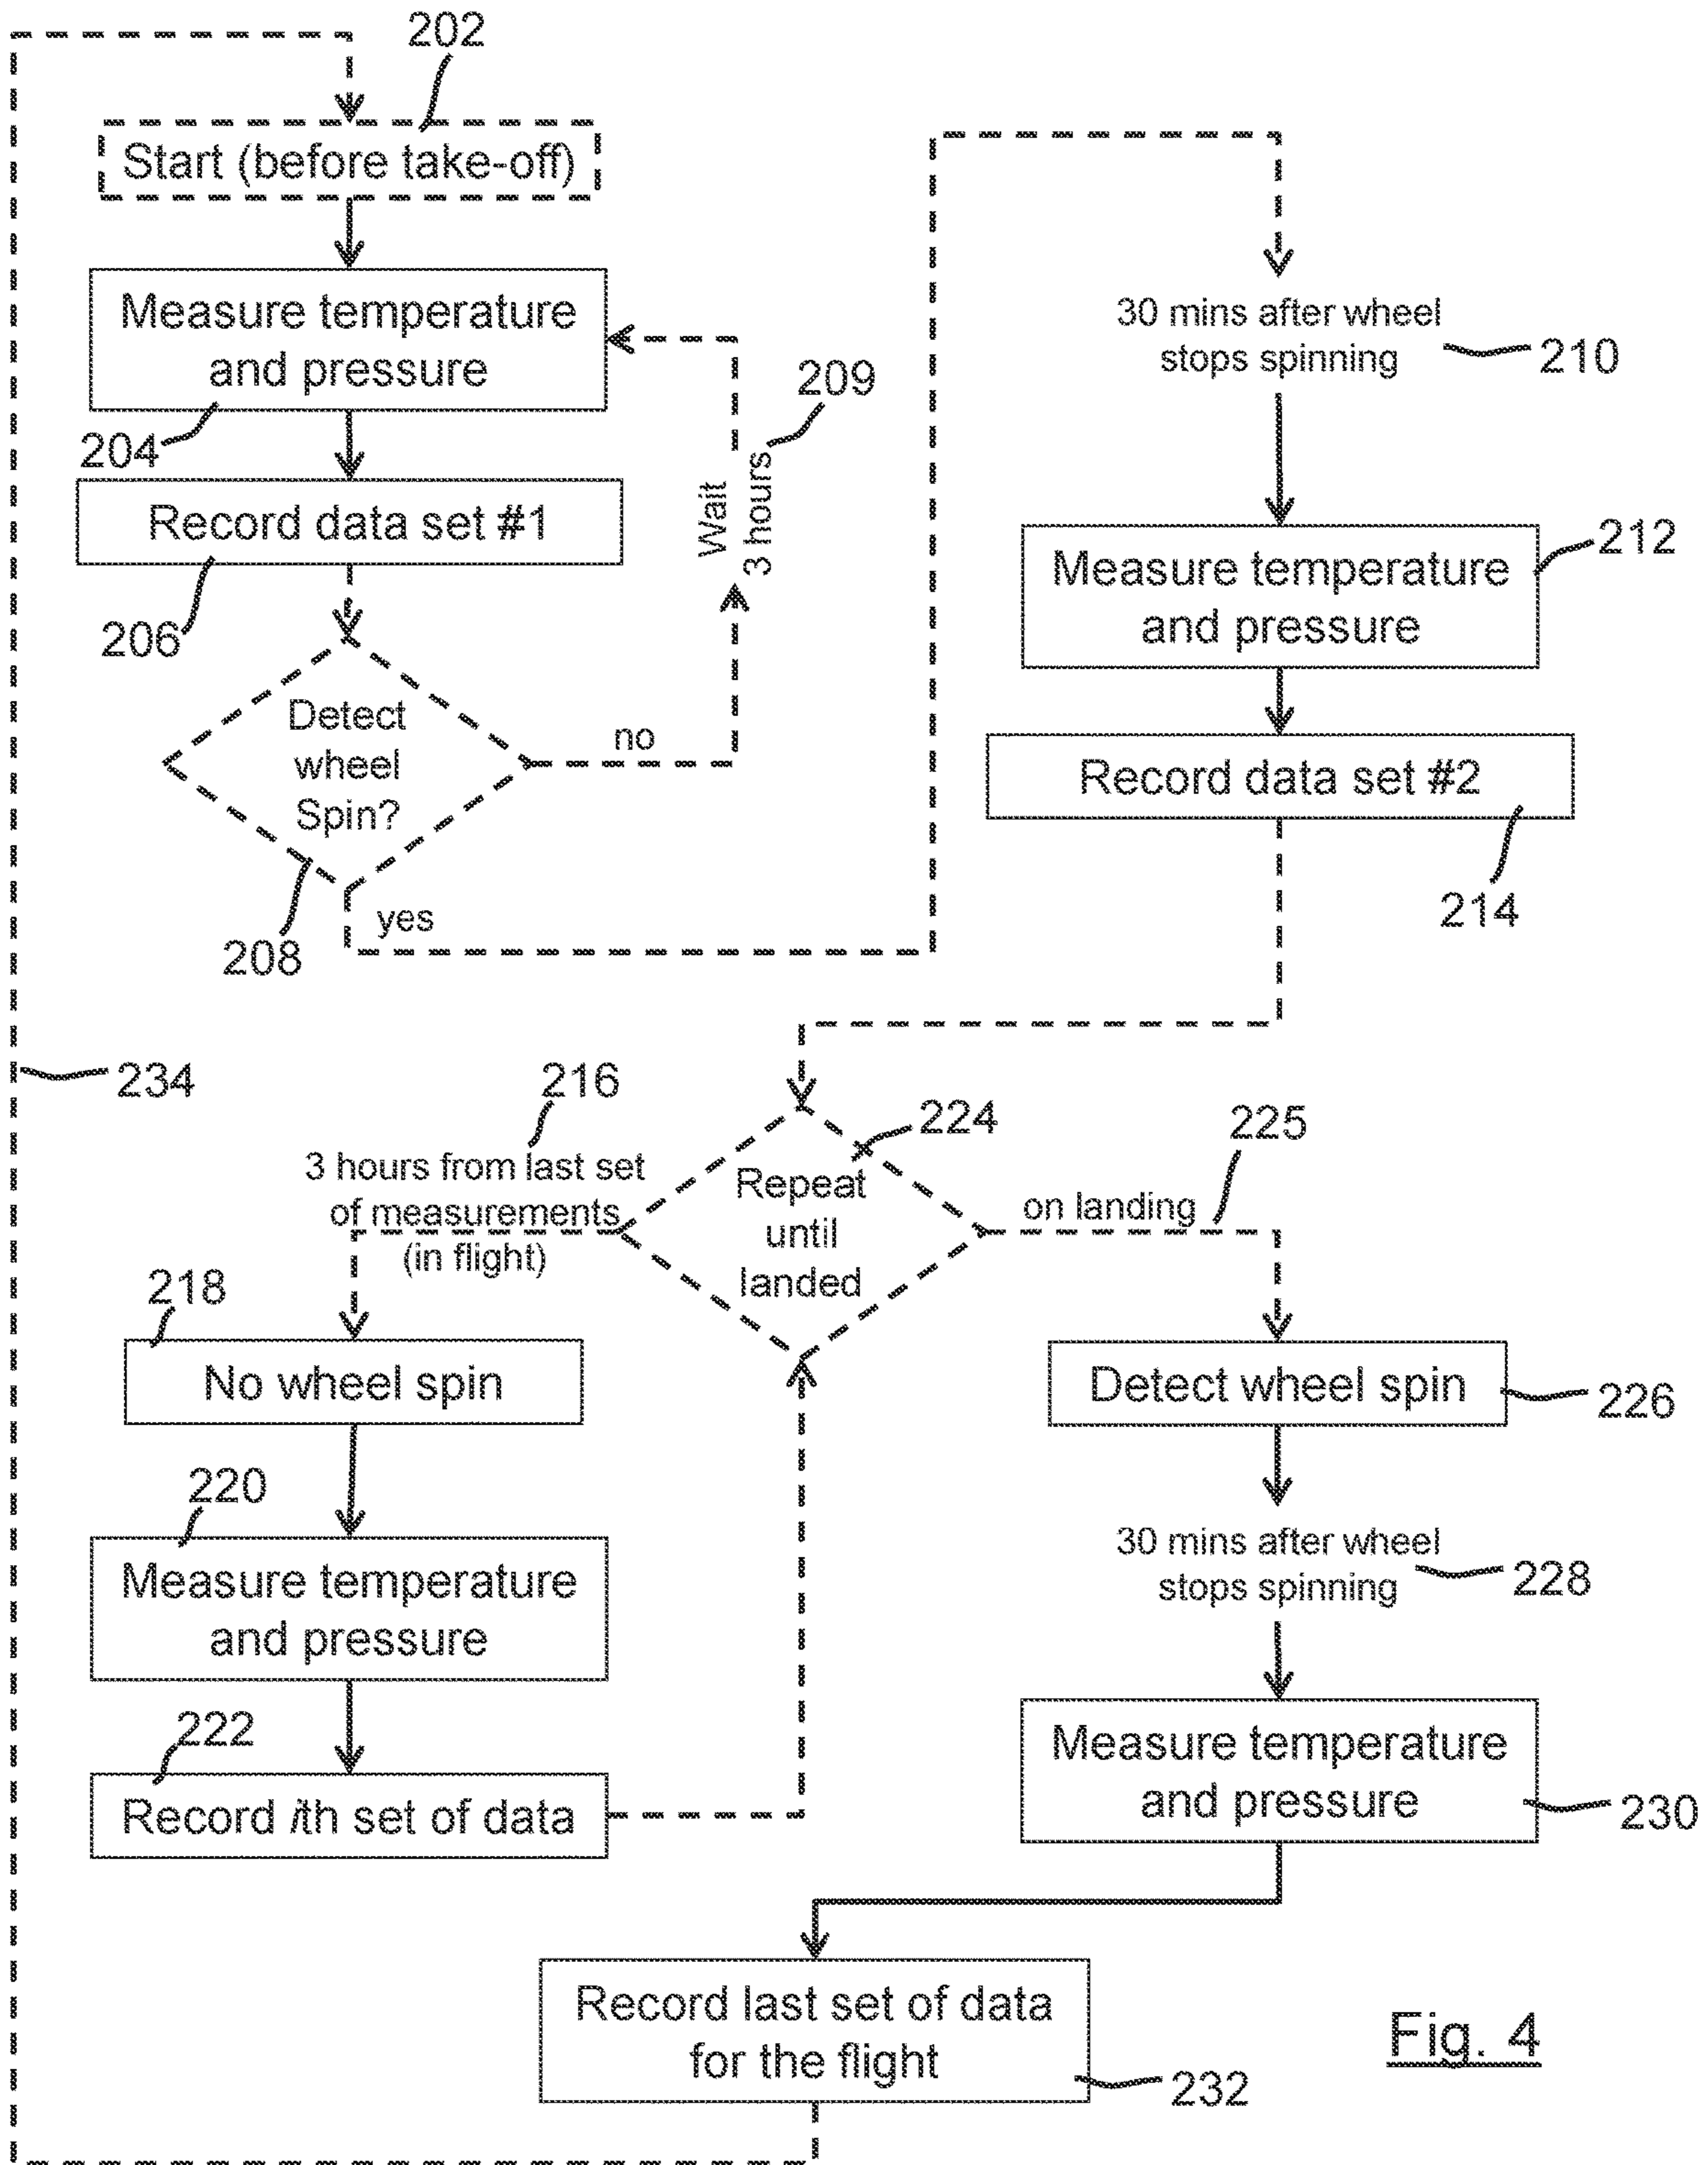 202
Start (before take-off)
Measure temperature
and pressure
204
Record data set #1
206
Detect
wheel
Spin?
208
no
yes
Wait
3 hours
209
30 mins after wheel
stops spinning
210
Measure temperature
and pressure
212
Record data set #2
214
234
216
3 hours from last set
of measurements
(in flight)
224
Repeat
until
landed
225
on landing
218
No wheel spin
220
Measure temperature
and pressure
222
Record ith set of data
Detect wheel spin
226
30 mins after wheel
stops spinning
228
Measure temperature
and pressure
230
Record last set of data
for the flight
232
Fig. 4